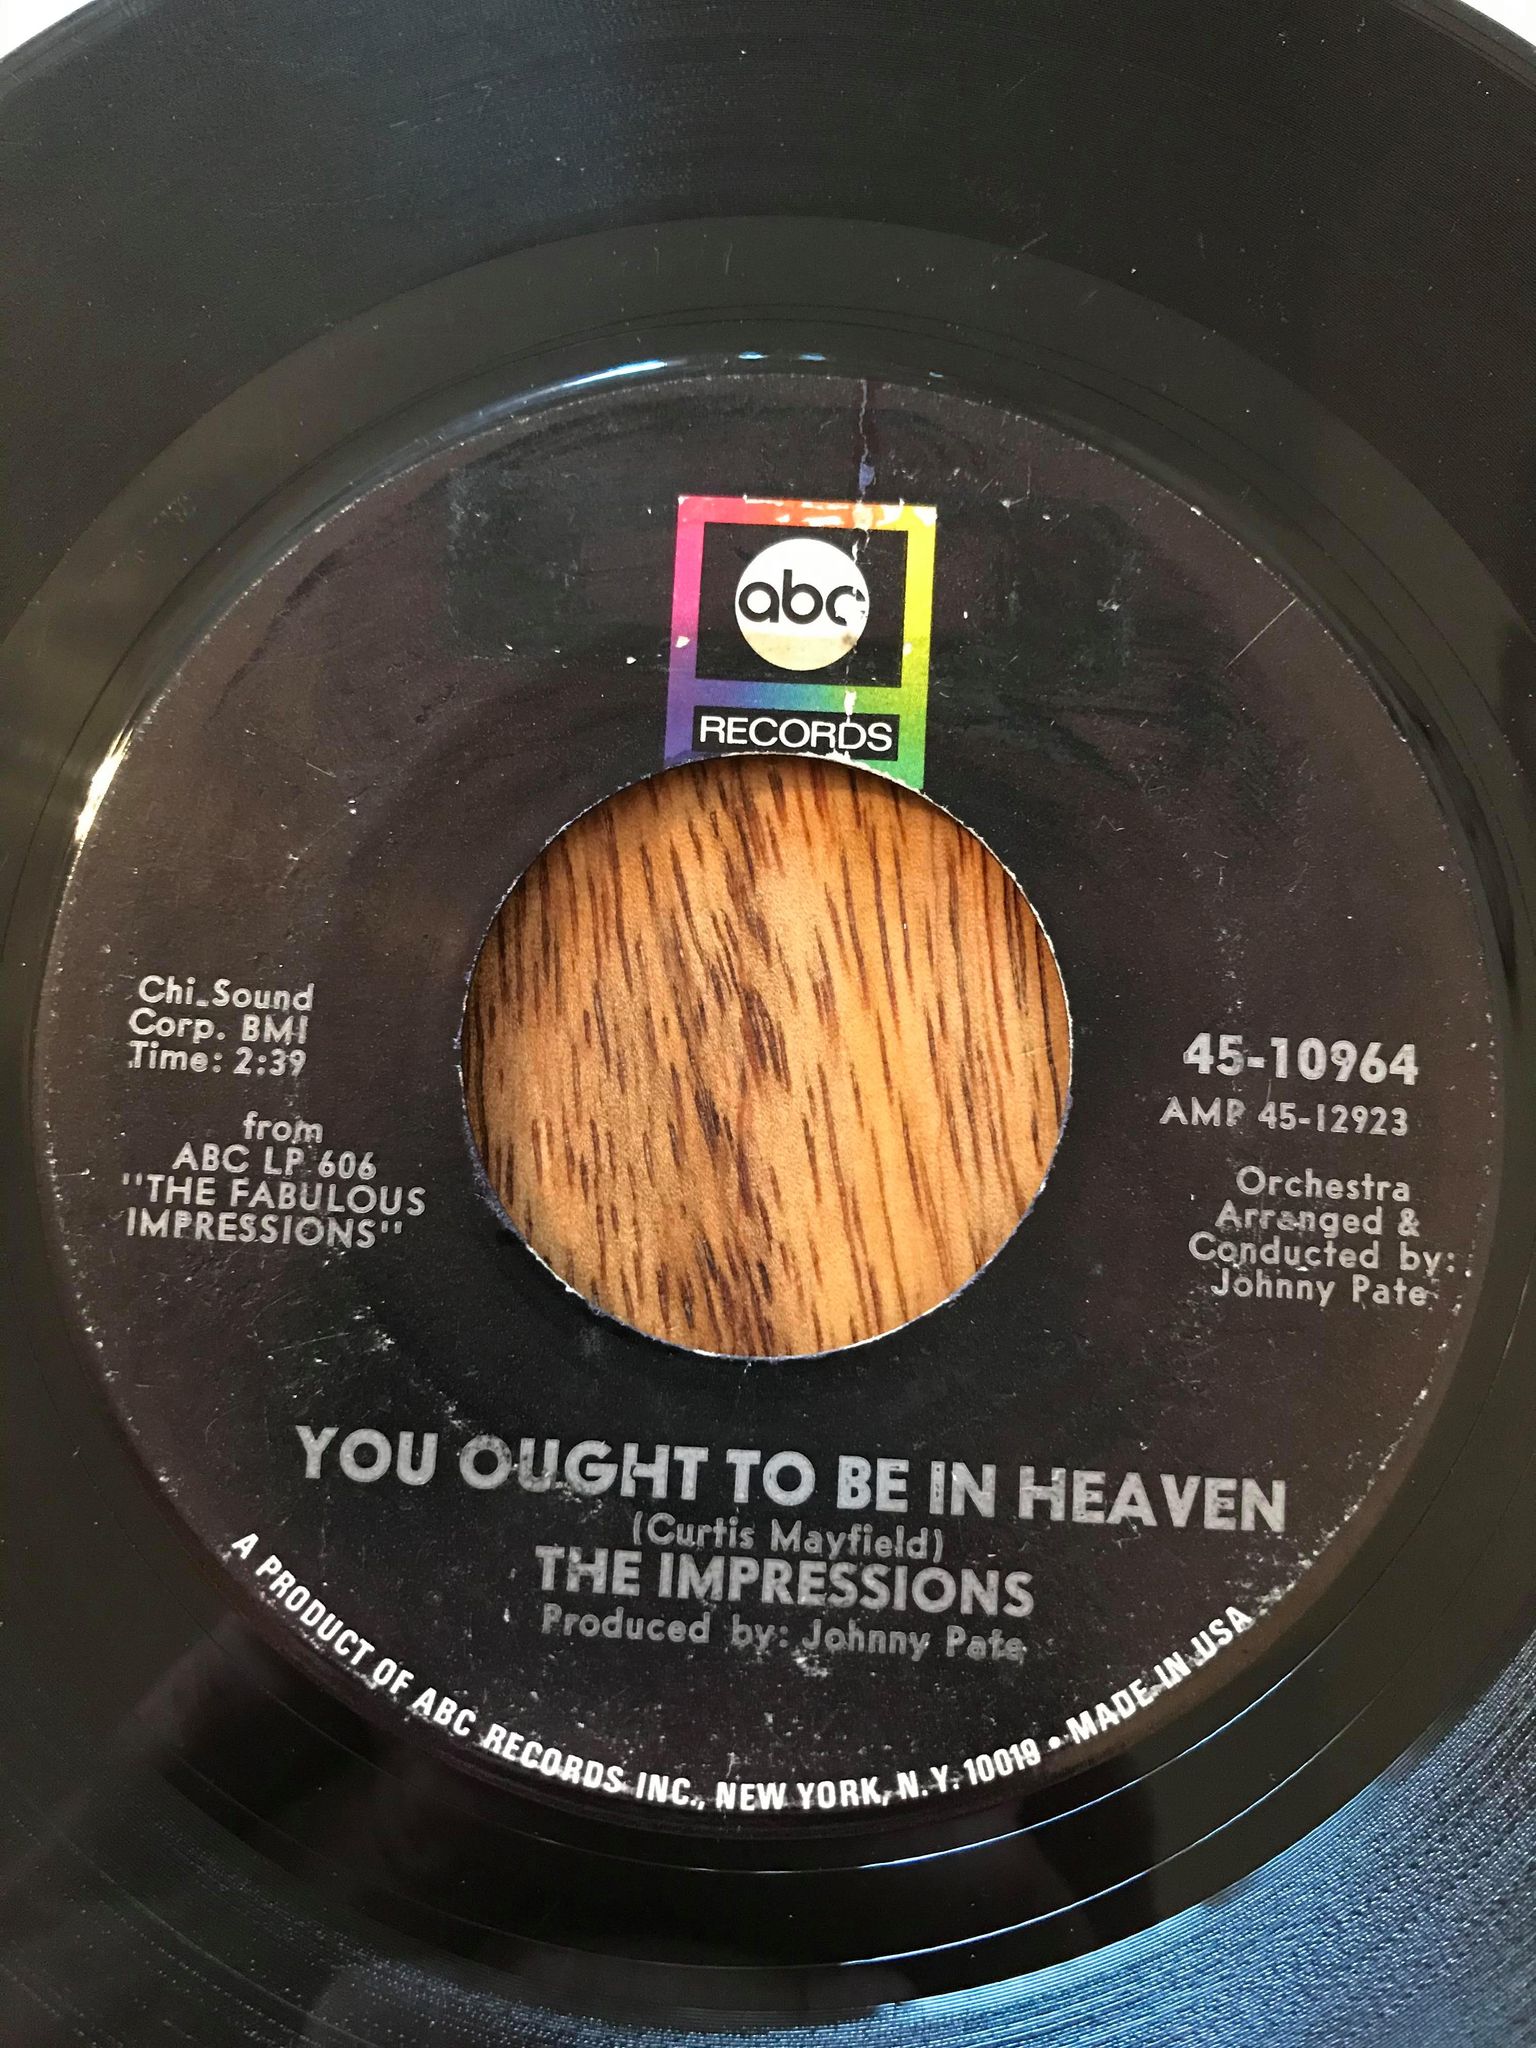 abc
RECORDS
Chi-Sound
Corp. BMI
Time: 2:39
from
ABC LP 606
"THE FABULOUS
IMPRESSIONS"
45-10964
AMP 45-12923
Orchestra
Arranged &
Conducted by:
Johnny Pate
YOU OUGHT TO BE IN HEAVEN
(Curtis Mayfield)
THE IMPRESSIONS
Produced by: Johnny Pate
A PRODUCT OF ABC RECORDS INC., NEW YORK, N.Y. 10019 • MADE IN USA